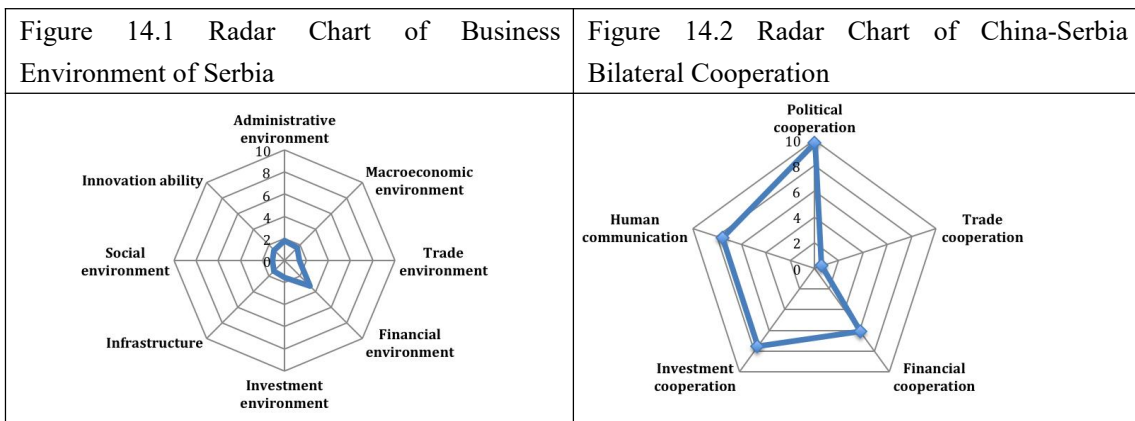 Figure 14.1 Radar Chart of Business
Environment of Serbia
Figure 14.2 Radar Chart of China-Serbia
Bilateral Cooperation
Administrative
environment
10
8
6
4
2
0
Macroeconomic
environment
Trade
environment
Financial
environment
Investment
environment
Infrastructure
Social
environment
Innovation ability
Political
cooperation
10
8
6
4
2
0
Trade
cooperation
Financial
cooperation
Investment
cooperation
Human
communication